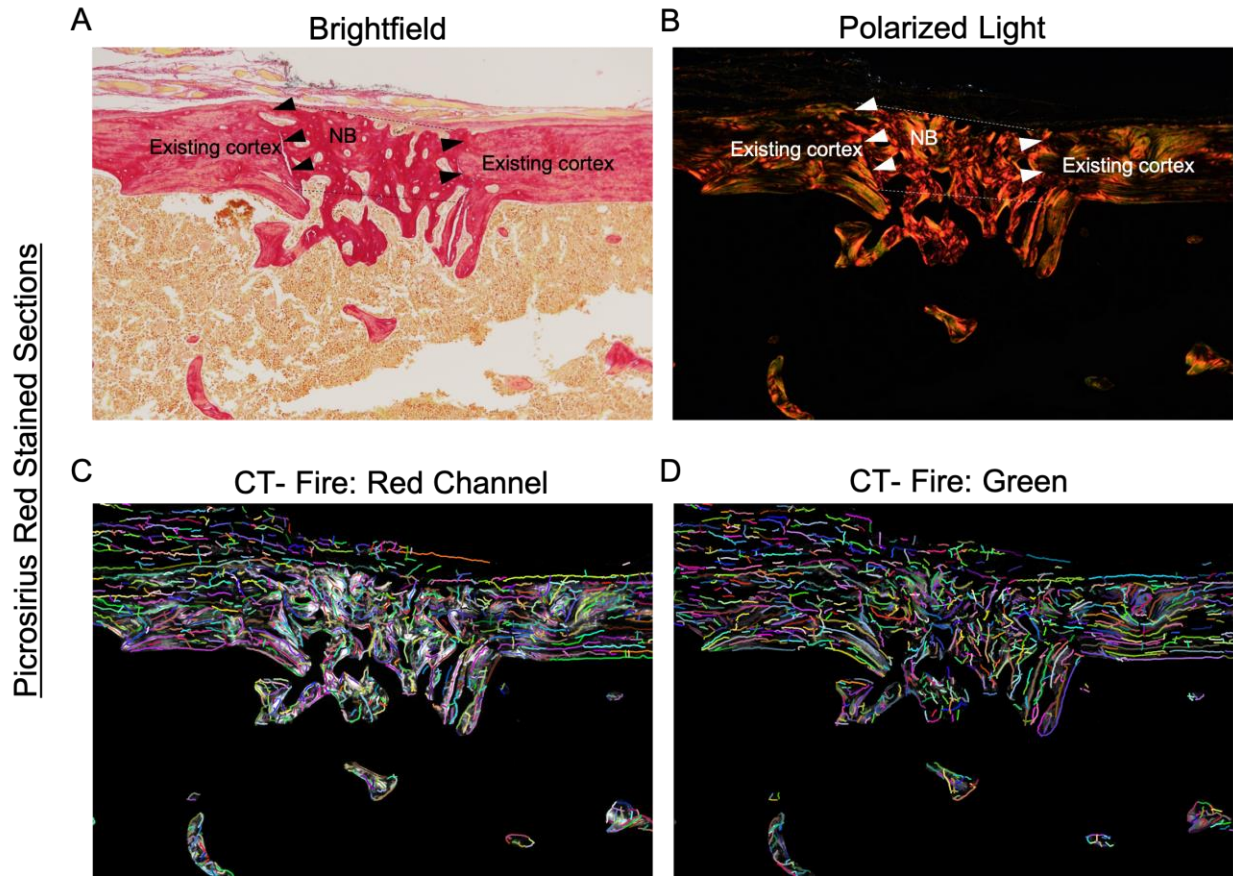 Picrosirius Red Stained Sections
A
Brightfield
Existing cortex
NB
Existing cortex
B
Polarized Light
Existing cortex
NB
Existing cortex
C
CT- Fire: Red Channel
D
CT- Fire: Green